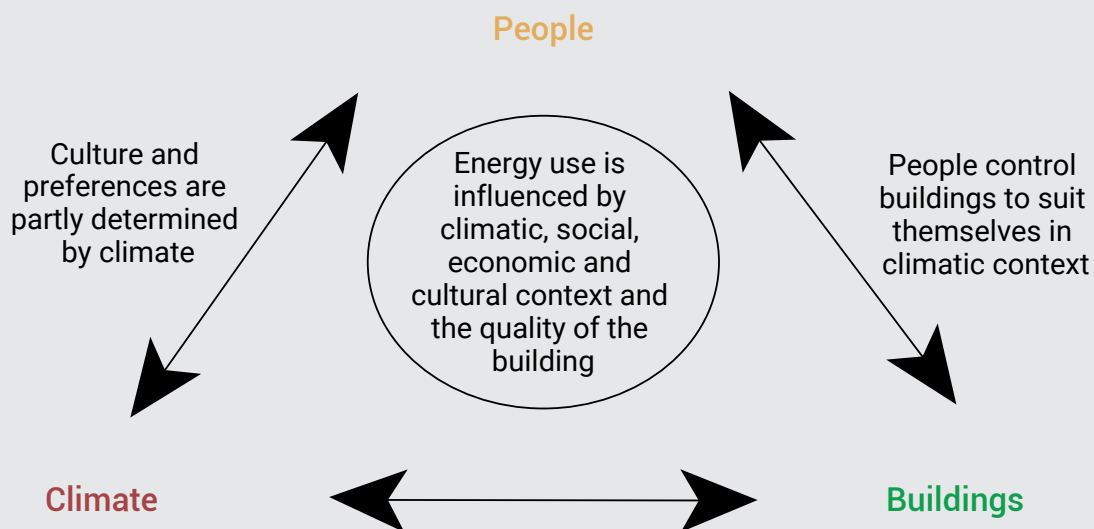 People
Culture and
preferences are
partly determined
by climate
Energy use is
influenced by
climatic, social,
economic and
cultural context and
the quality of the
building
People control
buildings to suit
themselves in
climatic context
Climate
Buildings